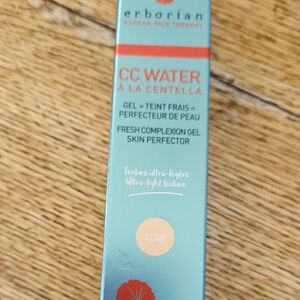 erborian
KOREAN SKIN THERAPY
CC WATER
À LA CENTELLA
GEL « TEINT FRAIS »
PERFECTEUR DE PEAU
FRESH COMPLEXION GEL
SKIN PERFECTOR
Texture ultra-légère
Ultra-light texture
CLAIR